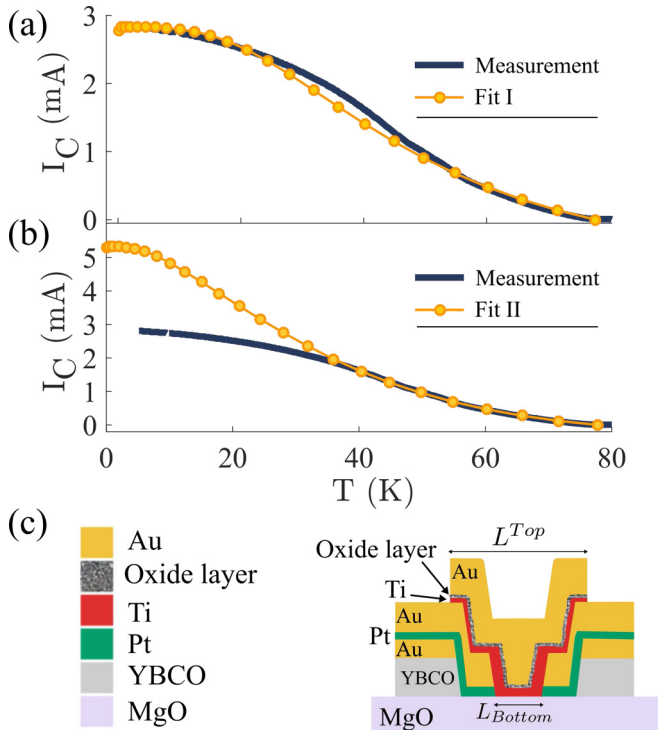 (a)
3
2
1
0
I_C (mA)
Measurement
Fit I
(b)
5
4
3
2
1
0
I_C (mA)
Measurement
Fit II
0 20 40 60 80
T (K)
(c)
Au
Oxide layer
Ti
Pt
YBCO
MgO
L^{Top}
Oxide layer
Au
Ti
Au
Pt
Au
YBCO
L_{Bottom}
MgO